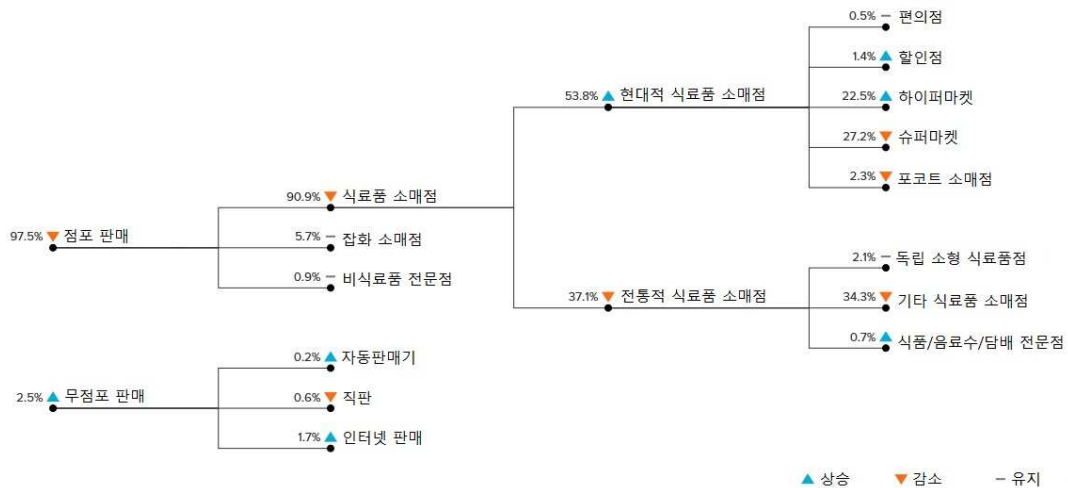 97.5% ▼ 점포 판매
90.9% ▼ 식료품 소매점
53.8% ▲ 현대적 식료품 소매점
0.5% – 편의점
1.4% ▲ 할인점
22.5% ▲ 하이퍼마켓
27.2% ▼ 슈퍼마켓
2.3% ▼ 포코트 소매점
37.1% ▼ 전통적 식료품 소매점
2.1% – 독립 소형 식료품점
34.3% ▼ 기타 식료품 소매점
0.7% ▲ 식품/음료수/담배 전문점
5.7% – 잡화 소매점
0.9% – 비식료품 전문점
2.5% ▲ 무점포 판매
0.2% ▲ 자동판매기
0.6% ▼ 직판
1.7% ▲ 인터넷 판매
▲ 상승 ▼ 감소 – 유지